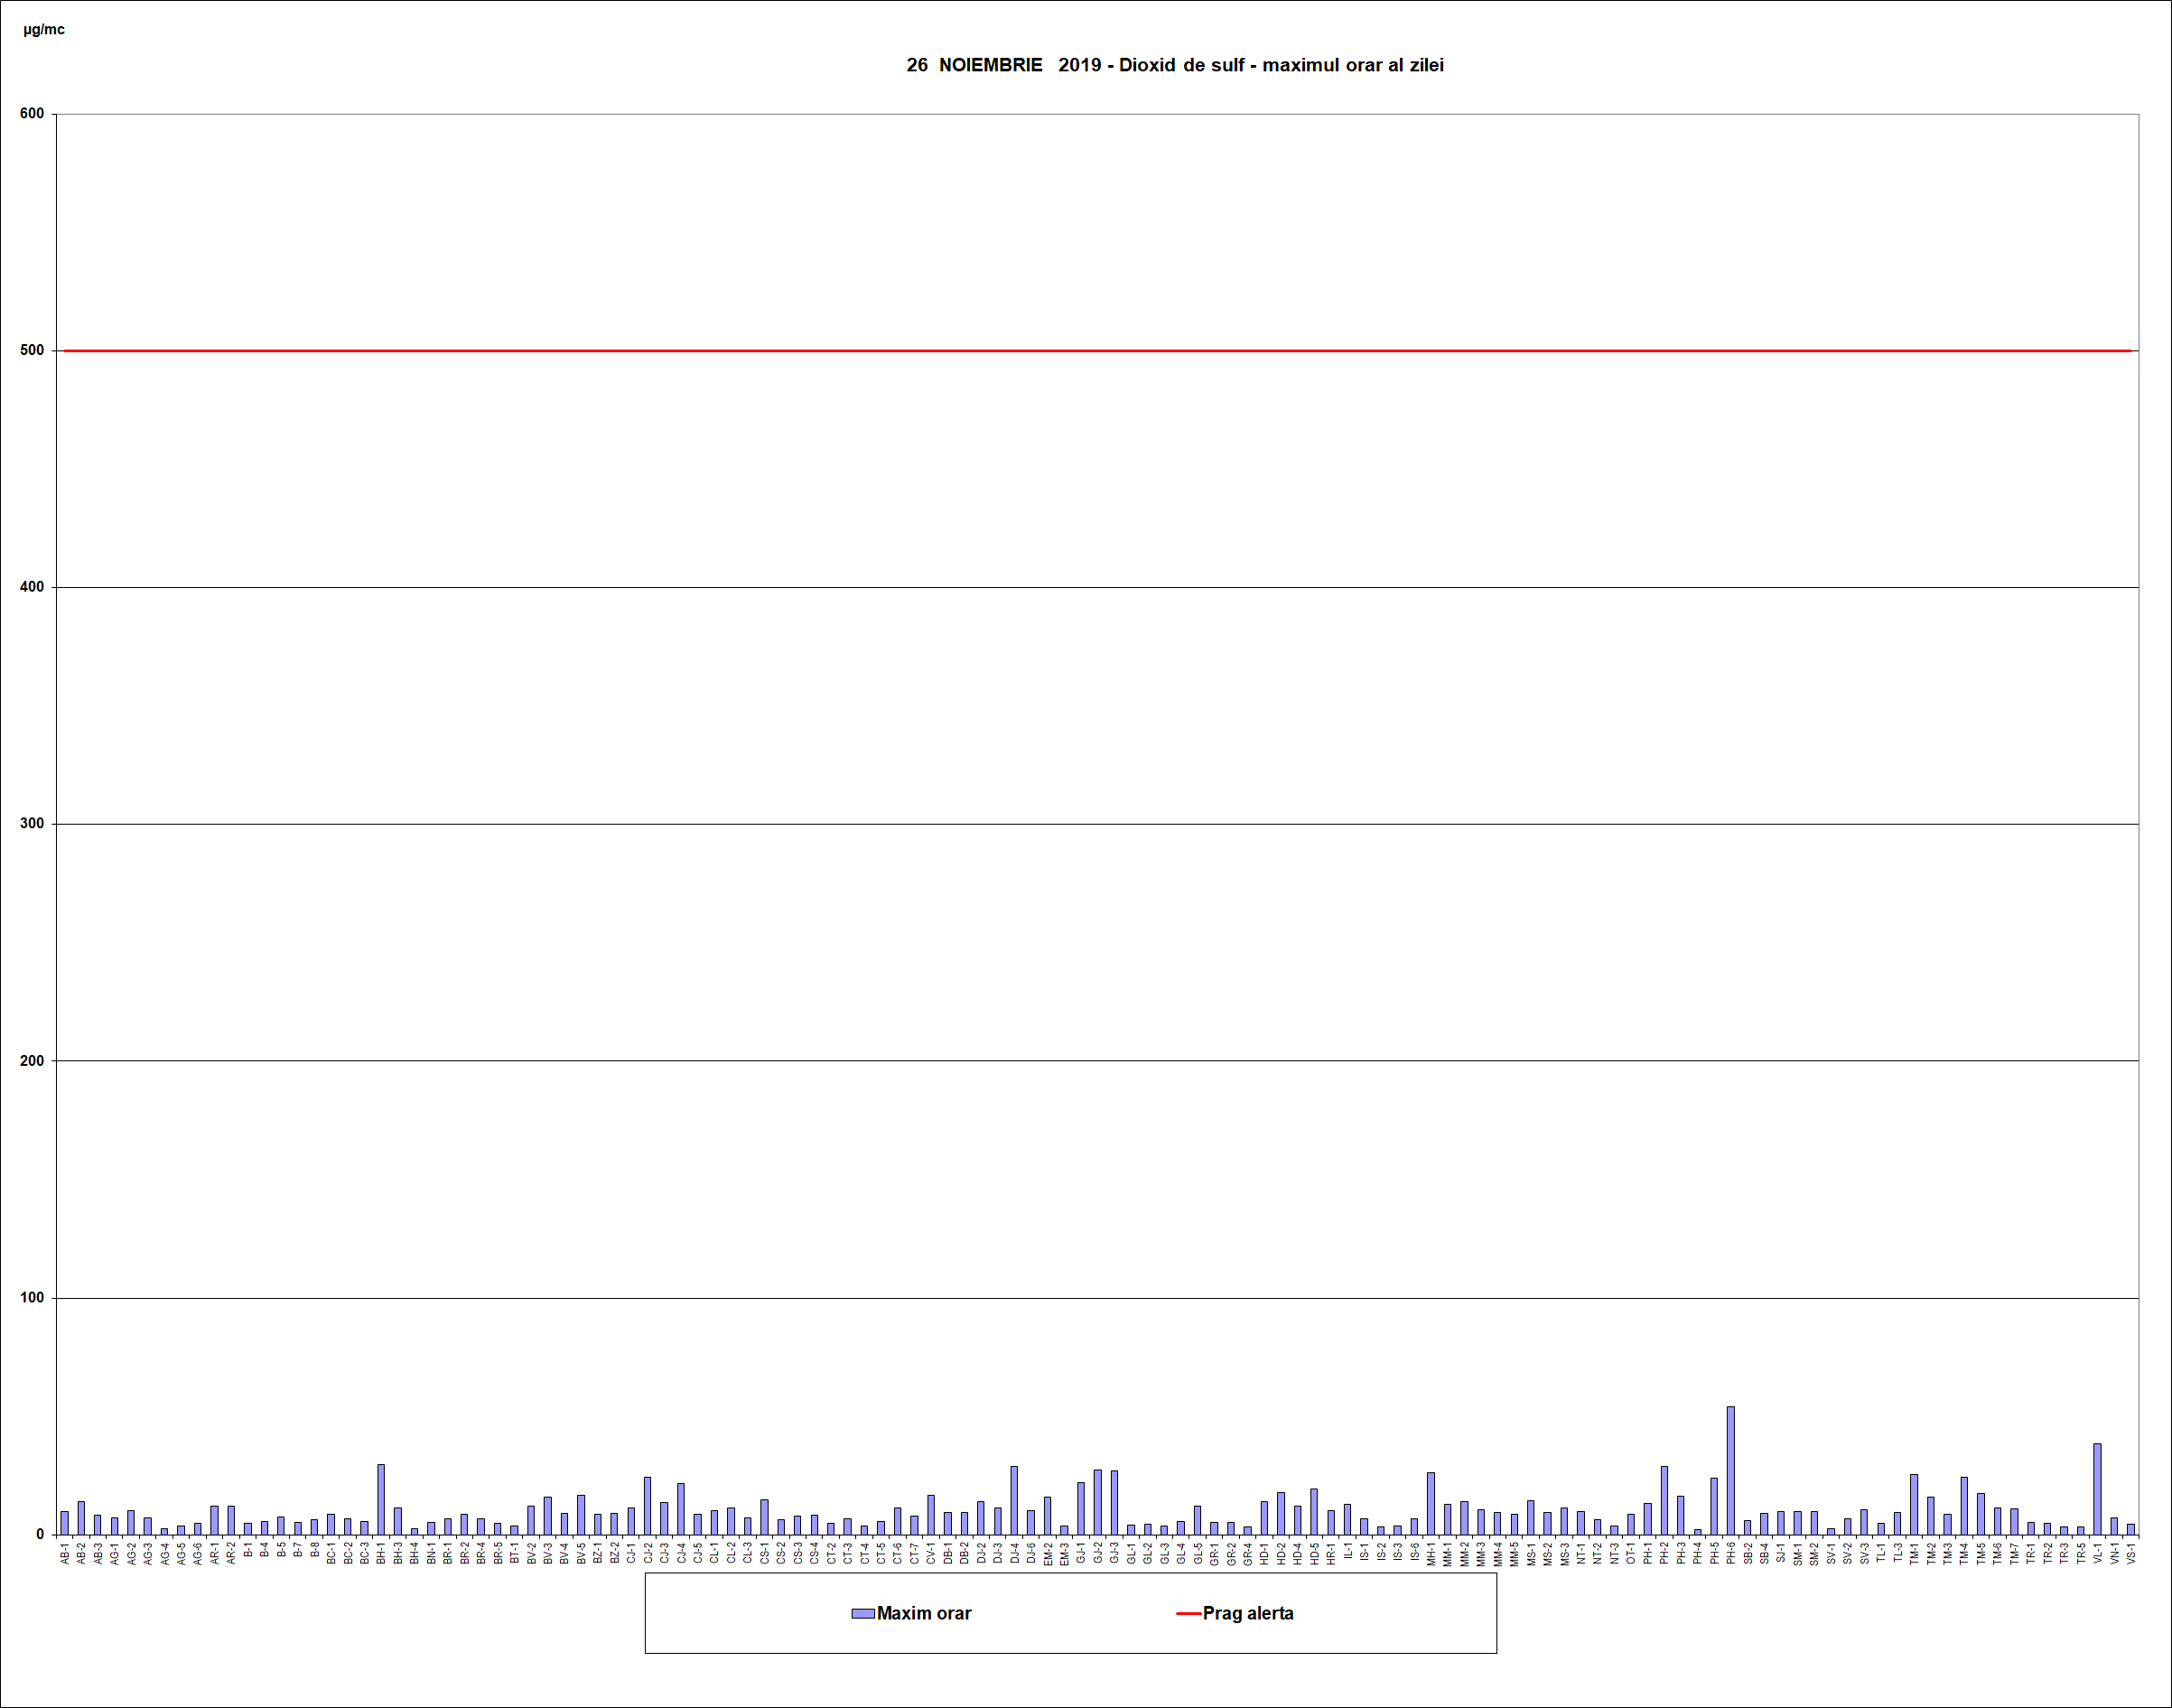 µg/mc
26 NOIEMBRIE 2019 - Dioxid de sulf - maximul orar al zilei
600
500
400
300
200
100
0
AB-1 AB-2 AB-3 AG-1 AG-2 AG-3 AG-4 AG-5 AG-6 AR-1 AR-2 B-1 B-4 B-5 B-7 B-8 BC-1 BC-2 BC-3 BH-1 BH-3 BH-4 BN-1 BR-1 BR-2 BR-4 BR-5 BT-1 BV-2 BV-3 BV-4 BV-5 BZ-1 BZ-2 CJ-1 CJ-2 CJ-3 CJ-4 CJ-5 CL-1 CL-2 CL-3 CS-1 CS-2 CS-3 CS-4 CT-2 CT-3 CT-4 CT-5 CT-6 CT-7 CV-1 DB-1 DB-2 DJ-2 DJ-3 DJ-4 DJ-6 EM-2 EM-3 GJ-1 GJ-2 GJ-3 GL-1 GL-2 GL-3 GL-4 GL-5 GR-1 GR-2 GR-4 HD-1 HD-2 HD-4 HD-5 HR-1 IL-1 IS-1 IS-2 IS-3 IS-6 MH-1 MM-1 MM-2 MM-3 MM-4 MM-5 MS-1 MS-2 MS-3 NT-1 NT-2 NT-3 OT-1 PH-1 PH-2 PH-3 PH-4 PH-5 PH-6 SB-2 SB-4 SJ-1 SM-1 SM-2 SV-1 SV-2 SV-3 TL-1 TL-3 TM-1 TM-2 TM-3 TM-4 TM-5 TM-6 TM-7 TR-1 TR-2 TR-3 TR-5 VL-1 VN-1 VS-1
Maxim orar Prag alerta